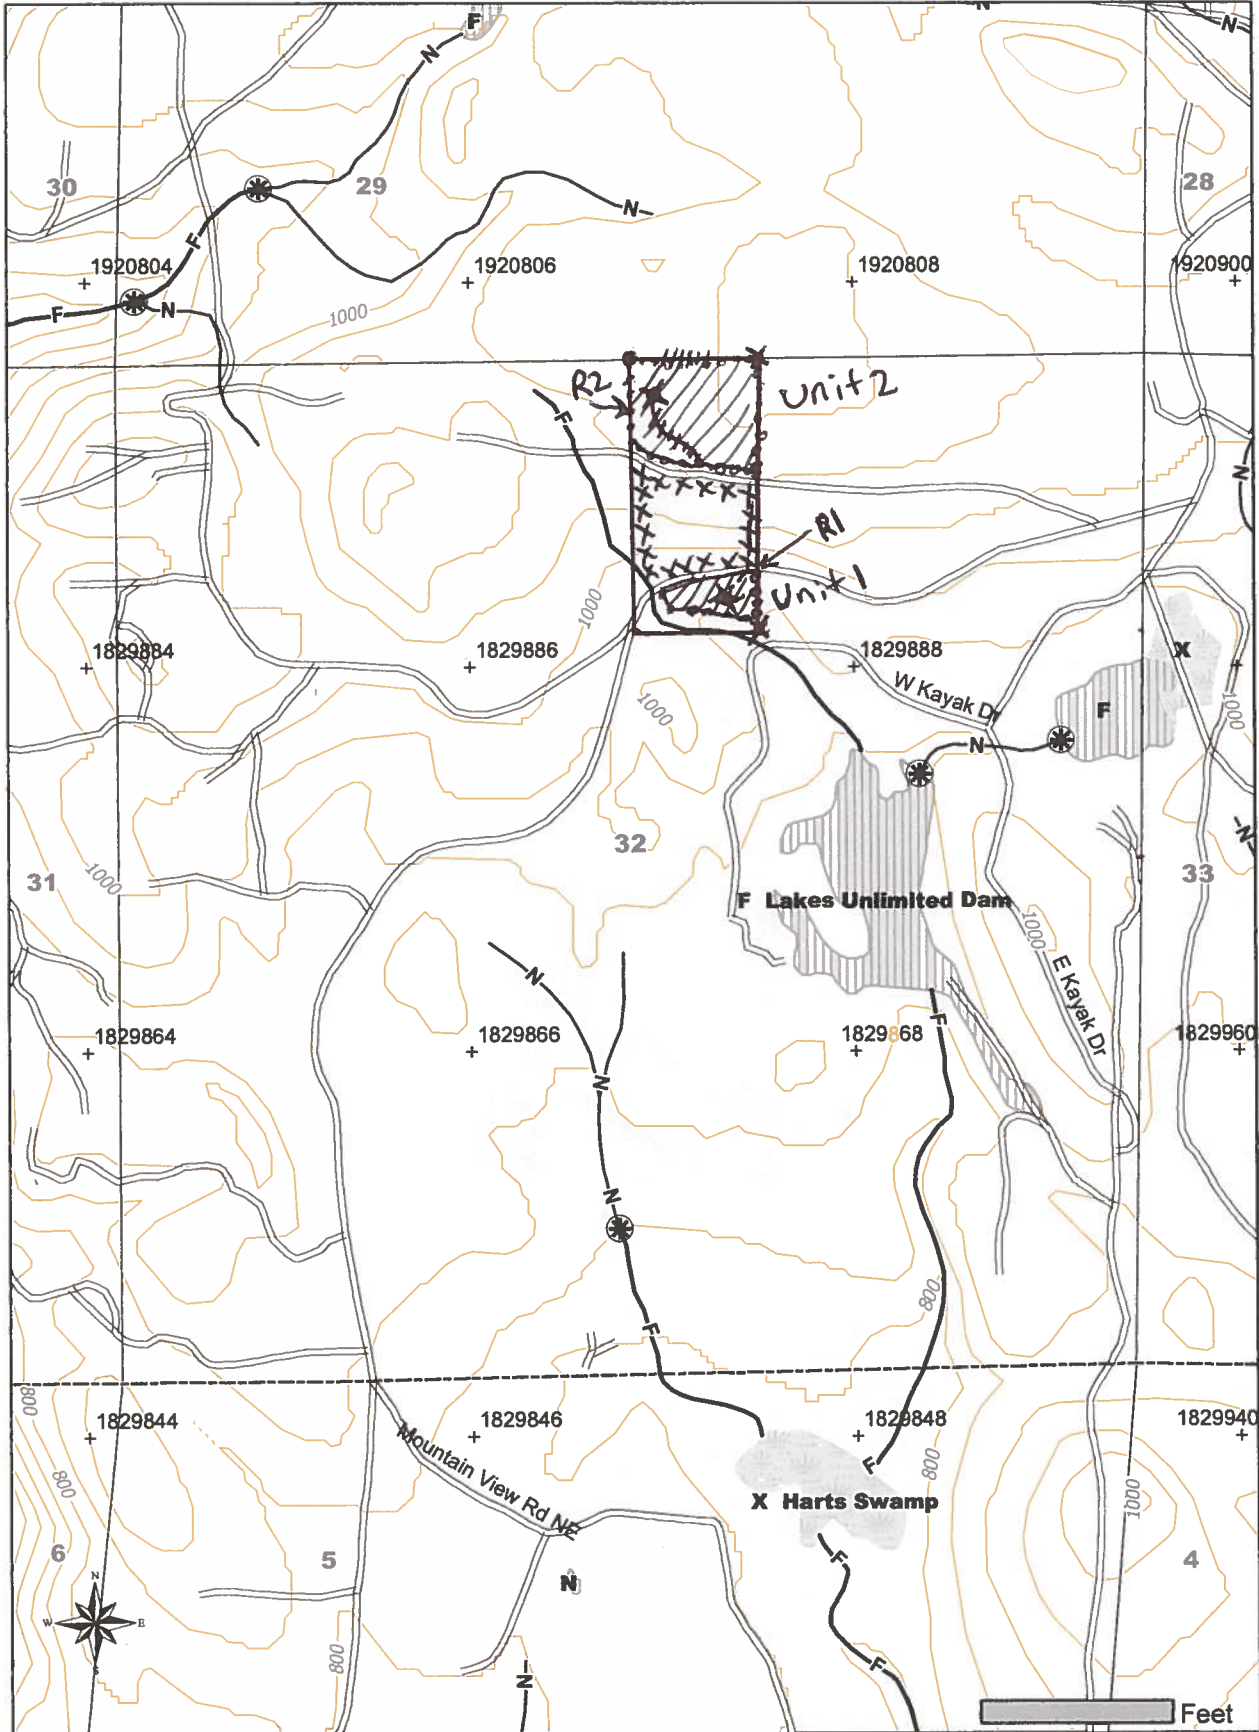 F
N
N
N
30
29
28
N
F
1920804
1920806
1920808
1920900
F
N
1000
R2
Unit 2
F
N
R1
Unit 1
1000
1829884
1829886
1829888
X
W Kayak Dr
1000
F
1000
N
32
N
31
1000
33
F Lakes Unlimited Dam
1000
E Kayak Dr
N
F
1829864
1829866
1829868
1829960
N
N
800
F
800
1829844
1829846
1829848
1829940
Mountain View Rd NE
F
800
800
1000
X Harts Swamp
6
5
4
F
N
N
W
E
S
800
F
N
Feet